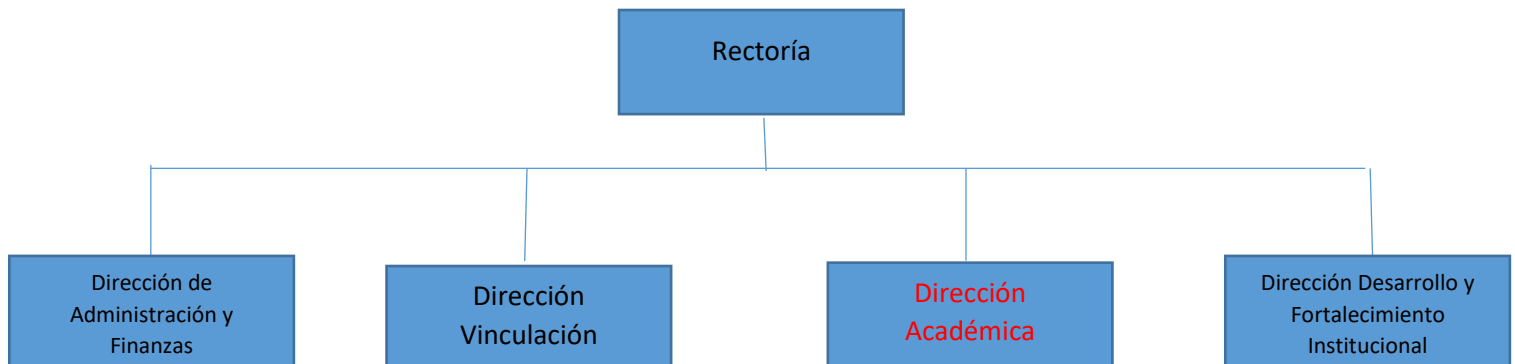 Rectoría
Dirección de
Administración y
Finanzas
Dirección
Vinculación
Dirección
Académica
Dirección Desarrollo y
Fortalecimiento
Institucional